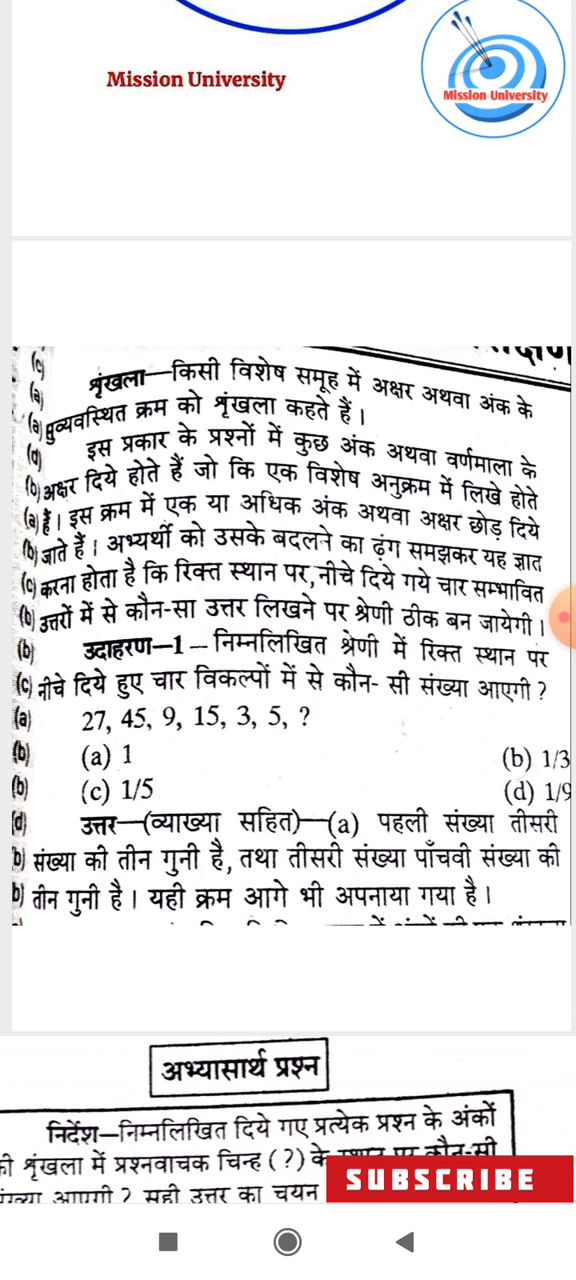 Mission University
Mission University
शृंखला—किसी विशेष समूह में अक्षर अथवा अंक के
(c)
(a)
(a) सुव्यवस्थित क्रम को शृंखला कहते हैं।
(d) इस प्रकार के प्रश्नों में कुछ अंक अथवा वर्णमाला के
(b) अक्षर दिये होते हैं जो कि एक विशेष अनुक्रम में लिखे होते
(a) हैं। इस क्रम में एक या अधिक अंक अथवा अक्षर छोड़ दिये
(b) जाते हैं। अभ्यर्थी को उसके बदलने का ढ़ंग समझकर यह ज्ञात
(c) करना होता है कि रिक्त स्थान पर, नीचे दिये गये चार सम्भावित
(b) उत्तरों में से कौन-सा उत्तर लिखने पर श्रेणी ठीक बन जायेगी।
(b) उदाहरण—1 – निम्नलिखित श्रेणी में रिक्त स्थान पर
(c) नीचे दिये हुए चार विकल्पों में से कौन- सी संख्या आएगी ?
(a) 27, 45, 9, 15, 3, 5, ?
(b) (a) 1 (b) 1/3
(b) (c) 1/5 (d) 1/9
(d) उत्तर—(व्याख्या सहित)—(a) पहली संख्या तीसरी
b) संख्या की तीन गुनी है, तथा तीसरी संख्या पाँचवी संख्या की
b) तीन गुनी है। यही क्रम आगे भी अपनाया गया है।
अभ्यासार्थ प्रश्न
निर्देश—निम्नलिखित दिये गए प्रत्येक प्रश्न के अंकों
की शृंखला में प्रश्नवाचक चिन्ह (?) के स्थान पर कौन-सी
संख्या आएगी ? सही उत्तर का चयन
SUBSCRIBE